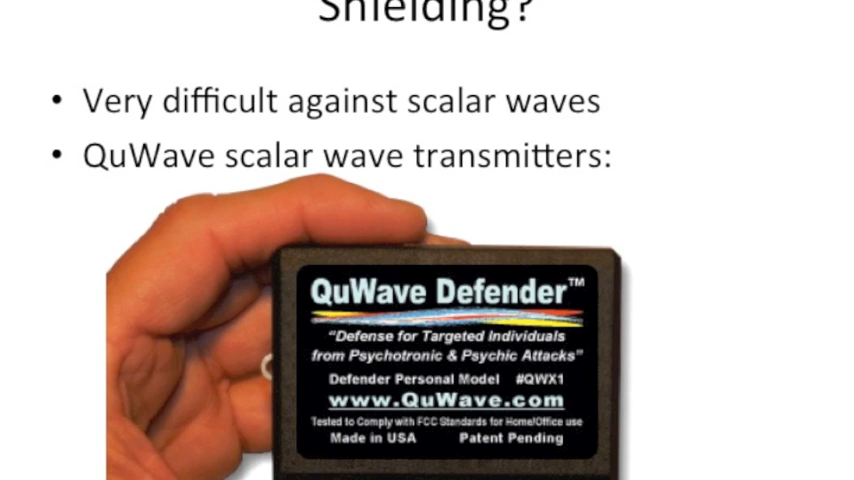 Shielding?
• Very difficult against scalar waves
• QuWave scalar wave transmitters:
QuWave Defender™
"Defense for Targeted Individuals
from Psychotronic & Psychic Attacks"
Defender Personal Model #QWX1
www.QuWave.com
Tested to Comply with FCC Standards for Home/Office use
Made in USA Patent Pending